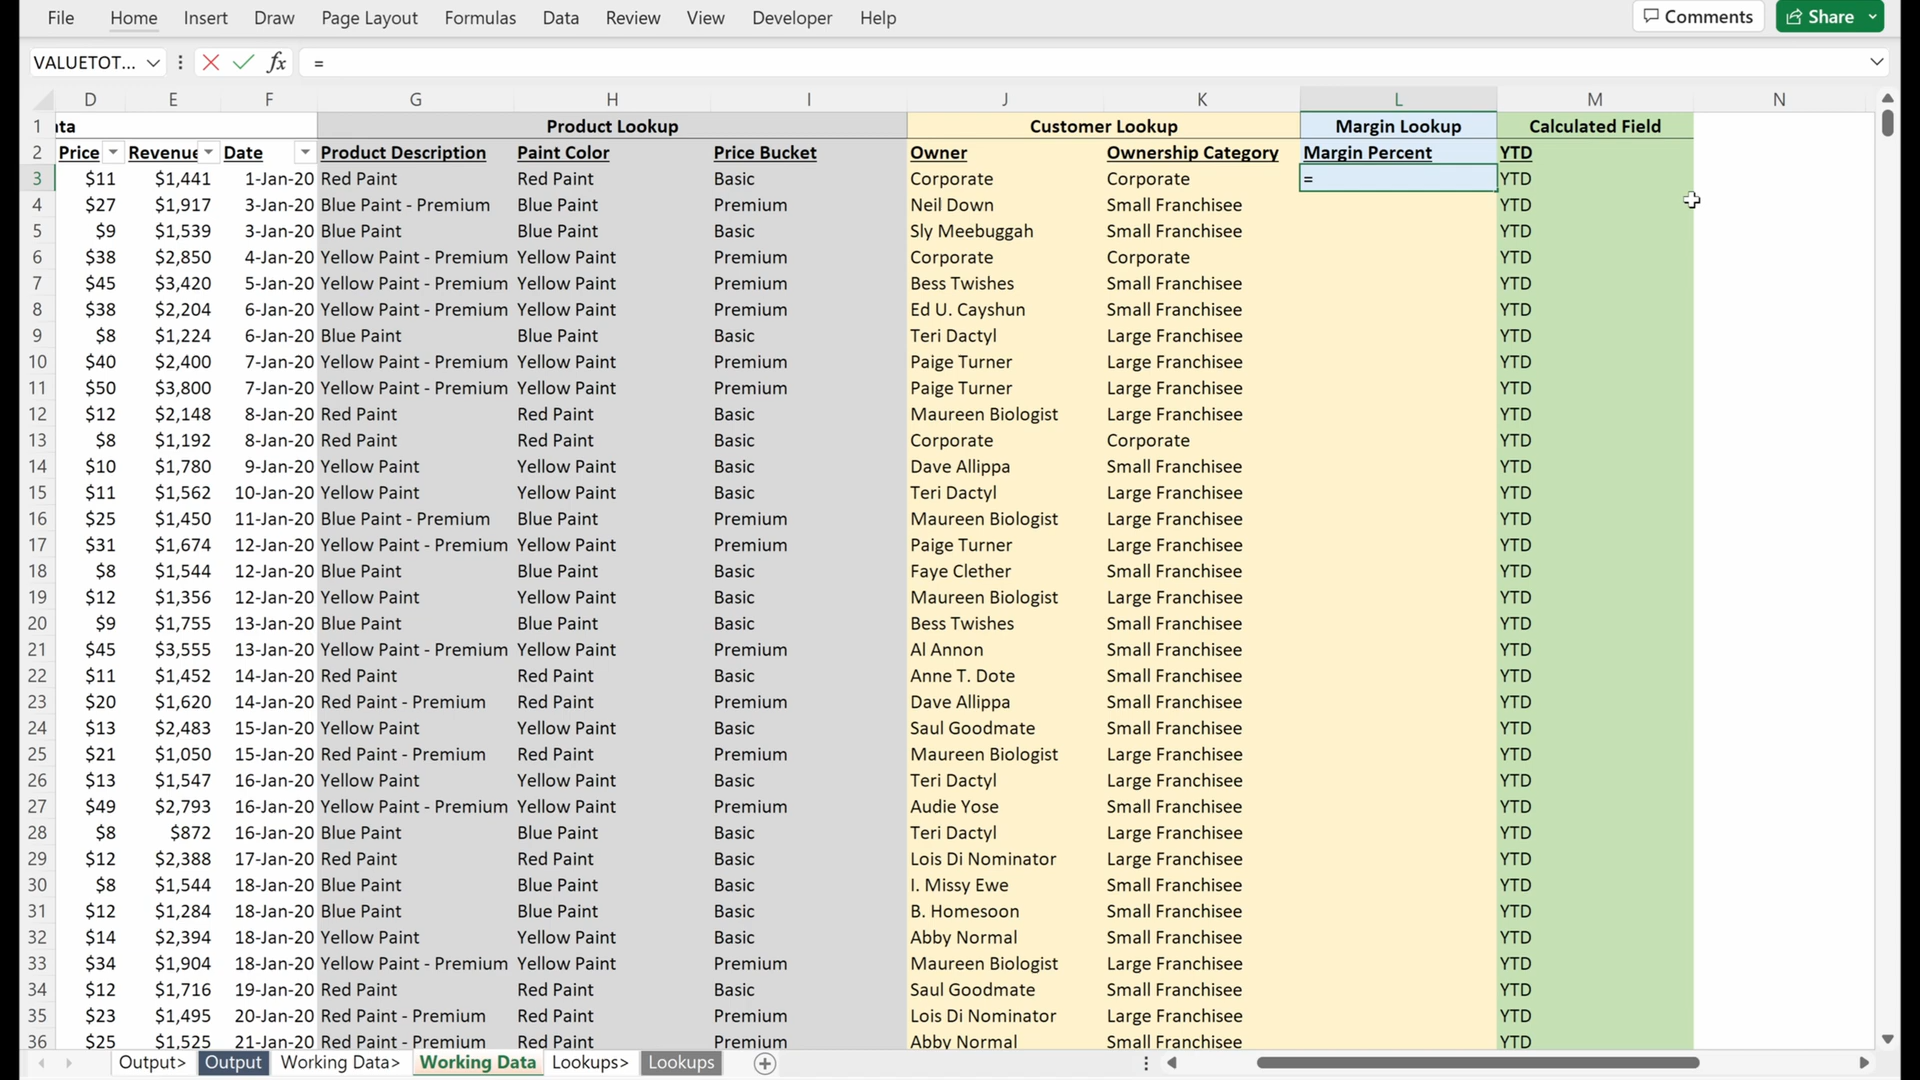 File Home Insert Draw Page Layout Formulas Data Review View Developer Help Comments Share
VALUETOT... fx =
D E F G H I J K L M N
1 ata Product Lookup Customer Lookup Margin Lookup Calculated Field
2 Price Revenue Date Product Description Paint Color Price Bucket Owner Ownership Category Margin Percent YTD
3 $11 $1,441 1-Jan-20 Red Paint Red Paint Basic Corporate Corporate = YTD
4 $27 $1,917 3-Jan-20 Blue Paint - Premium Blue Paint Premium Neil Down Small Franchisee YTD
5 $9 $1,539 3-Jan-20 Blue Paint Blue Paint Basic Sly Meebuggah Small Franchisee YTD
6 $38 $2,850 4-Jan-20 Yellow Paint - Premium Yellow Paint Premium Corporate Corporate YTD
7 $45 $3,420 5-Jan-20 Yellow Paint - Premium Yellow Paint Premium Bess Twishes Small Franchisee YTD
8 $38 $2,204 6-Jan-20 Yellow Paint - Premium Yellow Paint Premium Ed U. Cayshun Small Franchisee YTD
9 $8 $1,224 6-Jan-20 Blue Paint Blue Paint Basic Teri Dactyl Large Franchisee YTD
10 $40 $2,400 7-Jan-20 Yellow Paint - Premium Yellow Paint Premium Paige Turner Large Franchisee YTD
11 $50 $3,800 7-Jan-20 Yellow Paint - Premium Yellow Paint Premium Paige Turner Large Franchisee YTD
12 $12 $2,148 8-Jan-20 Red Paint Red Paint Basic Maureen Biologist Large Franchisee YTD
13 $8 $1,192 8-Jan-20 Red Paint Red Paint Basic Corporate Corporate YTD
14 $10 $1,780 9-Jan-20 Yellow Paint Yellow Paint Basic Dave Allippa Small Franchisee YTD
15 $11 $1,562 10-Jan-20 Yellow Paint Yellow Paint Basic Teri Dactyl Large Franchisee YTD
16 $25 $1,450 11-Jan-20 Blue Paint - Premium Blue Paint Premium Maureen Biologist Large Franchisee YTD
17 $31 $1,674 12-Jan-20 Yellow Paint - Premium Yellow Paint Premium Paige Turner Large Franchisee YTD
18 $8 $1,544 12-Jan-20 Blue Paint Blue Paint Basic Faye Clether Small Franchisee YTD
19 $12 $1,356 12-Jan-20 Yellow Paint Yellow Paint Basic Maureen Biologist Large Franchisee YTD
20 $9 $1,755 13-Jan-20 Blue Paint Blue Paint Basic Bess Twishes Small Franchisee YTD
21 $45 $3,555 13-Jan-20 Yellow Paint - Premium Yellow Paint Premium Al Annon Small Franchisee YTD
22 $11 $1,452 14-Jan-20 Red Paint Red Paint Basic Anne T. Dote Small Franchisee YTD
23 $20 $1,620 14-Jan-20 Red Paint - Premium Red Paint Premium Dave Allippa Small Franchisee YTD
24 $13 $2,483 15-Jan-20 Yellow Paint Yellow Paint Basic Saul Goodmate Small Franchisee YTD
25 $21 $1,050 15-Jan-20 Red Paint - Premium Red Paint Premium Maureen Biologist Large Franchisee YTD
26 $13 $1,547 16-Jan-20 Yellow Paint Yellow Paint Basic Teri Dactyl Large Franchisee YTD
27 $49 $2,793 16-Jan-20 Yellow Paint - Premium Yellow Paint Premium Audie Yose Small Franchisee YTD
28 $8 $872 16-Jan-20 Blue Paint Blue Paint Basic Teri Dactyl Large Franchisee YTD
29 $12 $2,388 17-Jan-20 Red Paint Red Paint Basic Lois Di Nominator Large Franchisee YTD
30 $8 $1,544 18-Jan-20 Blue Paint Blue Paint Basic I. Missy Ewe Small Franchisee YTD
31 $12 $1,284 18-Jan-20 Blue Paint Blue Paint Basic B. Homesoon Small Franchisee YTD
32 $14 $2,394 18-Jan-20 Yellow Paint Yellow Paint Basic Abby Normal Small Franchisee YTD
33 $34 $1,904 18-Jan-20 Yellow Paint - Premium Yellow Paint Premium Maureen Biologist Large Franchisee YTD
34 $12 $1,716 19-Jan-20 Red Paint Red Paint Basic Saul Goodmate Small Franchisee YTD
35 $23 $1,495 20-Jan-20 Red Paint - Premium Red Paint Premium Lois Di Nominator Large Franchisee YTD
36 $25 $1,525 21-Jan-20 Red Paint - Premium Red Paint Premium Abby Normal Small Franchisee YTD
Output> Output Working Data> Working Data Lookups> Lookups